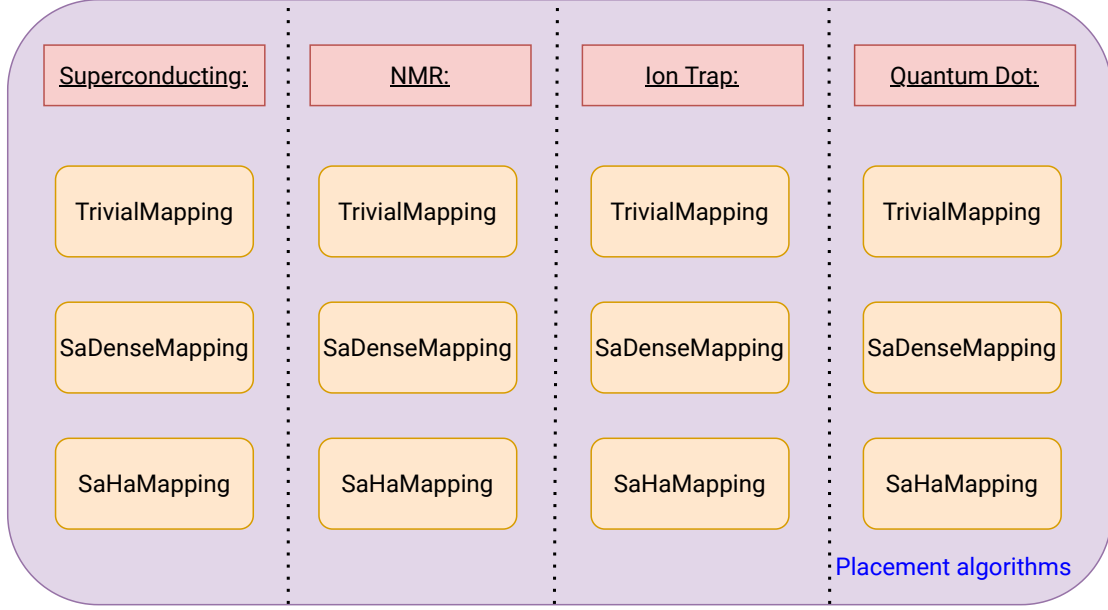 Superconducting:
NMR:
Ion Trap:
Quantum Dot:
TrivialMapping
TrivialMapping
TrivialMapping
TrivialMapping
SaDenseMapping
SaDenseMapping
SaDenseMapping
SaDenseMapping
SaHaMapping
SaHaMapping
SaHaMapping
SaHaMapping
Placement algorithms